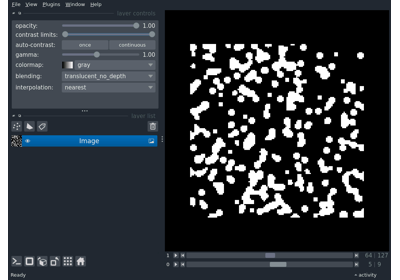 File View Plugins Window Help
layer controls
opacity: 1.00
contrast limits:
auto-contrast: once continuous
gamma: 1.00
colormap: gray
blending: translucent_no_depth
interpolation: nearest
layer list
Image
1 64 127
0 5 9
Ready activity